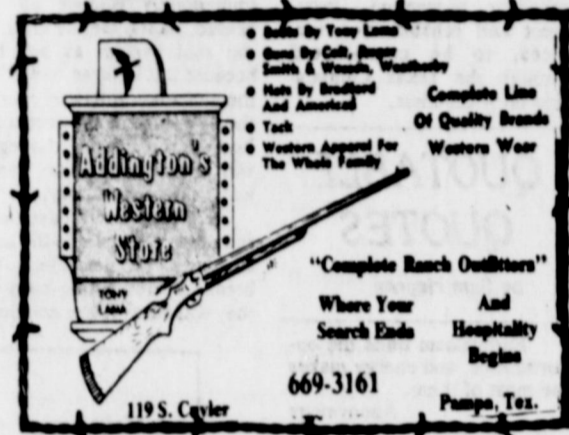 Addington's
Western
Store
TONY
LAMA
• Boots By Tony Lama
• Guns By Colt, Ruger
Smith & Wesson, Weatherby
• Hats By Bradford
And American
• Tack
• Western Apparel For
The Whole Family
Complete Line
Of Quality Brands
Western Wear
"Complete Ranch Outfitters"
Where Your
Search Ends
And
Hospitality
Begins
669-3161
119 S. Cuyler
Pampa, Tex.